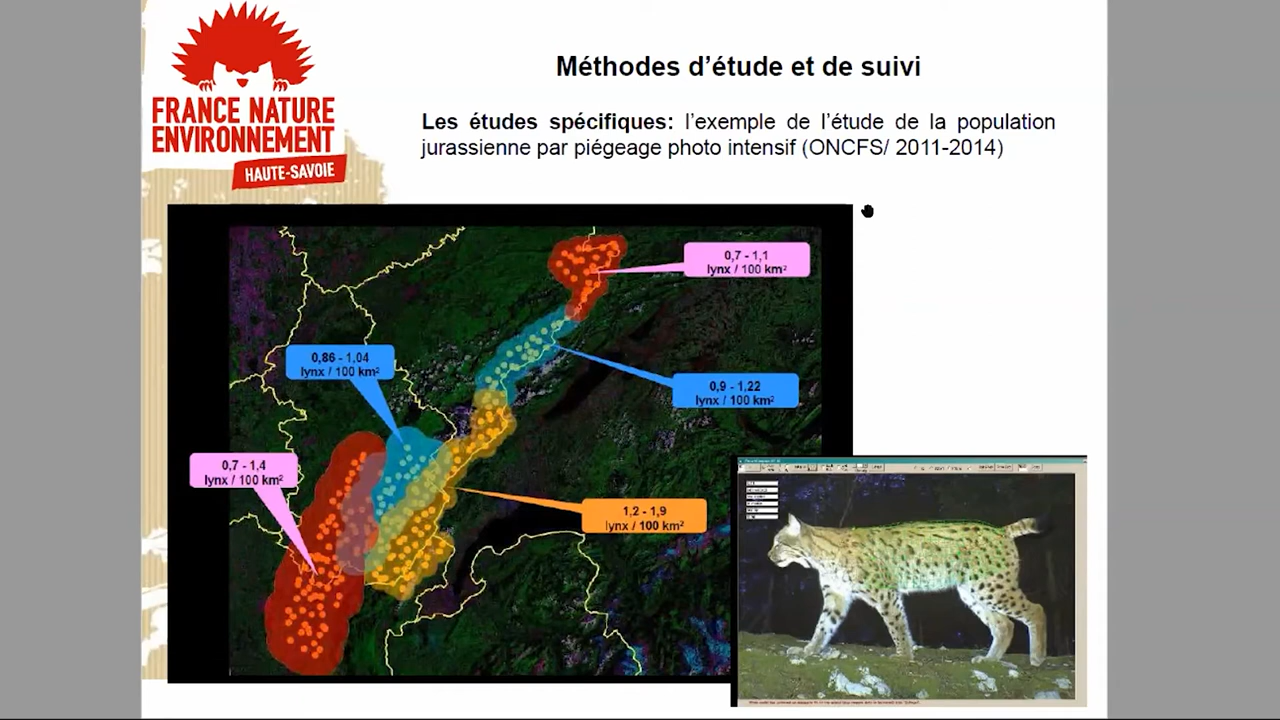 FRANCE NATURE
ENVIRONNEMENT
HAUTE-SAVOIE
Méthodes d'étude et de suivi
Les études spécifiques: l'exemple de l'étude de la population
jurassienne par piégeage photo intensif (ONCFS/ 2011-2014)
0,7 - 1,1
lynx / 100 km²
0,86 - 1,04
lynx / 100 km²
0,9 - 1,22
lynx / 100 km²
0,7 - 1,4
lynx / 100 km²
1,2 - 1,9
lynx / 100 km²